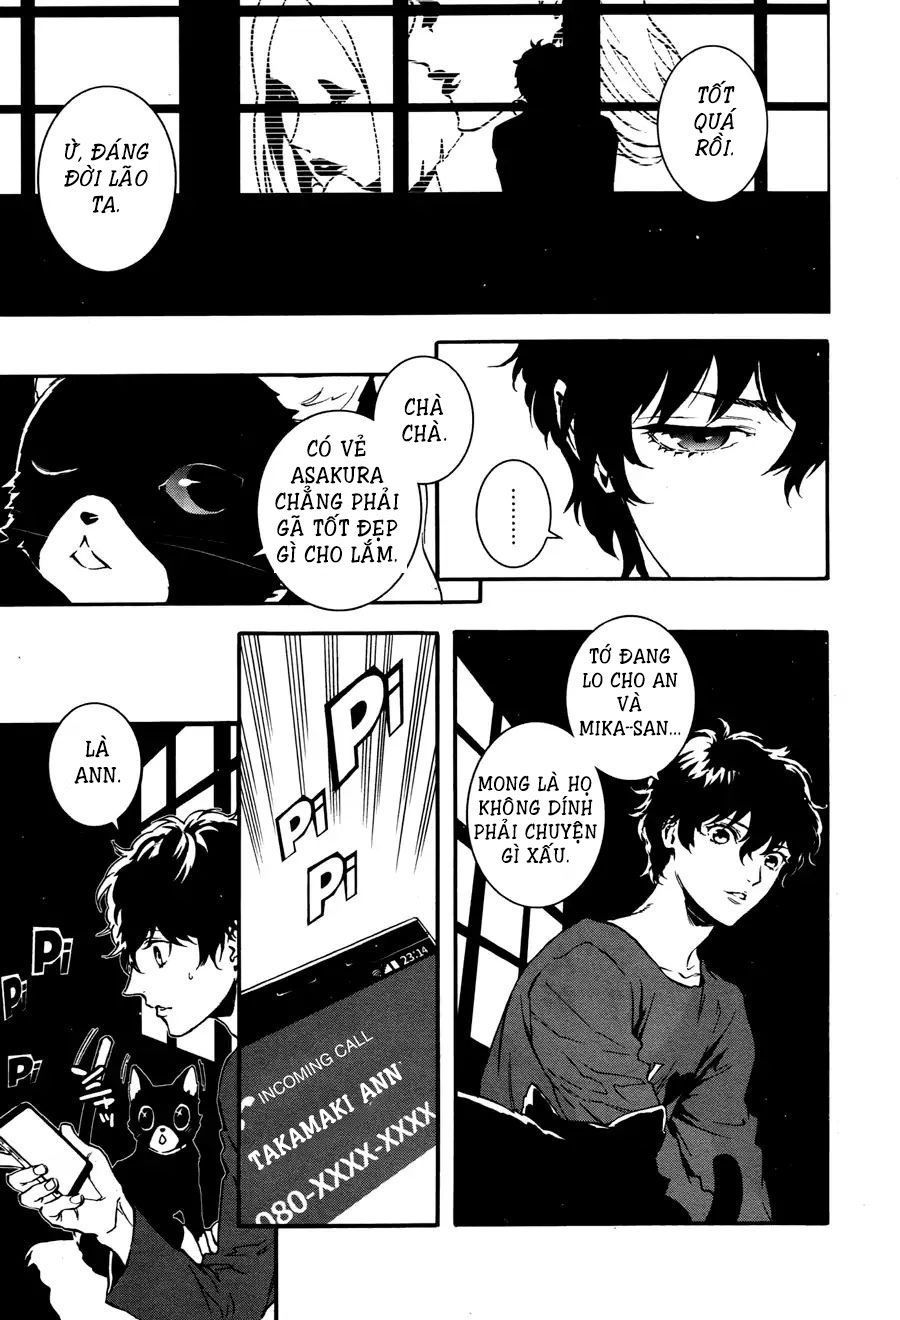 TỐT
QUÁ
RỒI.
Ừ, ĐÁNG
ĐỜI LÃO
TA.
.......
CHÀ
CHÀ.
CÓ VẺ
ASAKURA
CHẲNG PHẢI
GÃ TỐT ĐẸP
GÌ CHO LẮM.
TỚ ĐANG
LO CHO AN
VÀ
MIKA-SAN...
MONG LÀ HỌ
KHÔNG DÍNH
PHẢI CHUYỆN
GÌ XẤU.
Pi
Pi
Pi
23:14
INCOMING CALL
TAKAMAKI ANN
080-XXXX-XXXX
LÀ
ANN.
Pi
Pi
Pi